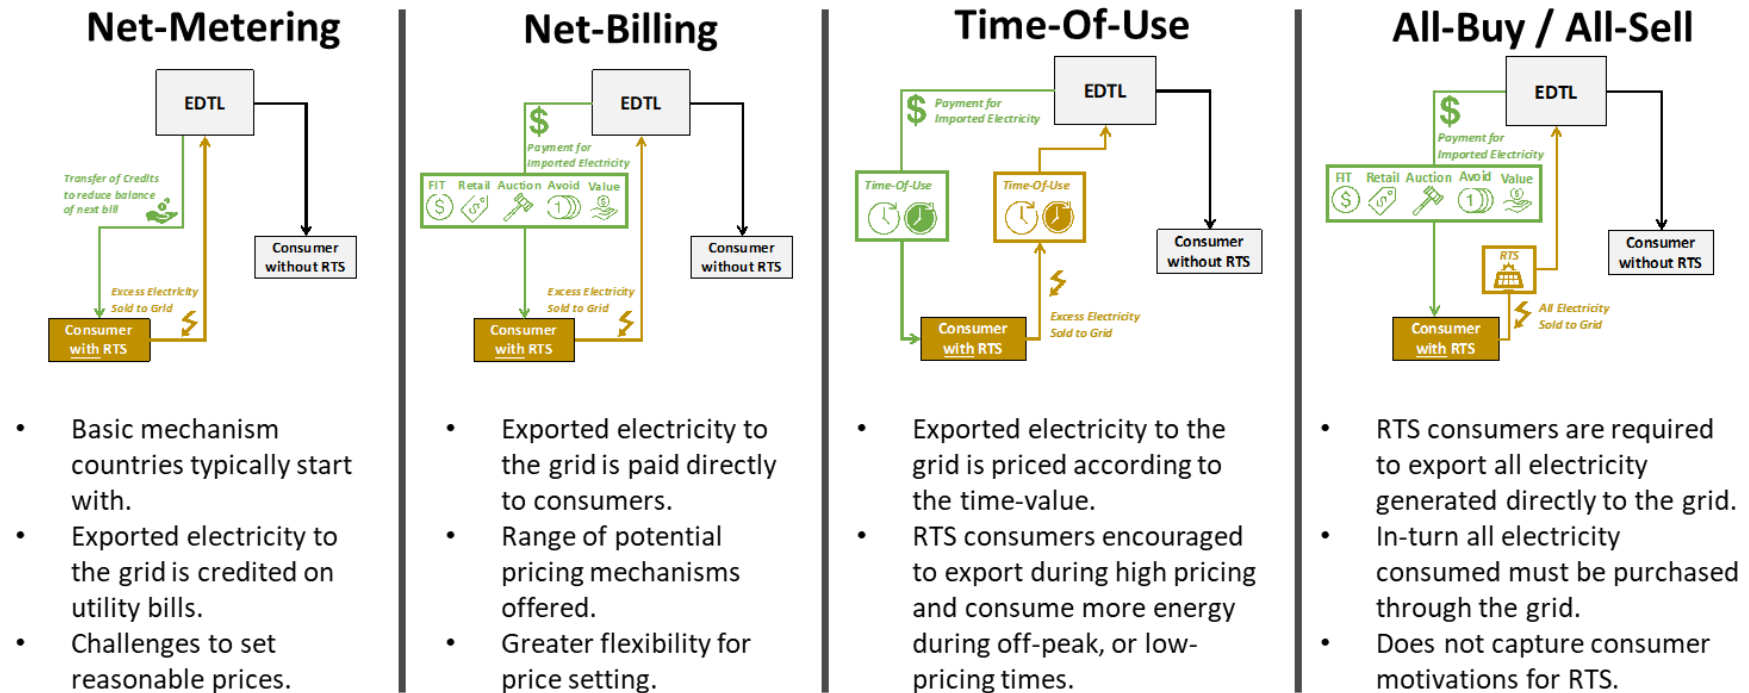 Net-Metering
EDTL
Transfer of Credits
to reduce balance
of next bill
Consumer
without RTS
Excess Electricity
Sold to Grid
Consumer
with RTS
• Basic mechanism
countries typically start
with.
• Exported electricity to
the grid is credited on
utility bills.
• Challenges to set
reasonable prices.
Net-Billing
EDTL
$
Payment for
Imported Electricity
FIT Retail Auction Avoid Value
Consumer
without RTS
Excess Electricity
Sold to Grid
Consumer
with RTS
• Exported electricity to
the grid is paid directly
to consumers.
• Range of potential
pricing mechanisms
offered.
• Greater flexibility for
price setting.
Time-Of-Use
EDTL
$
Payment for
Imported Electricity
Time-Of-Use
Time-Of-Use
Consumer
without RTS
Excess Electricity
Sold to Grid
Consumer
with RTS
• Exported electricity to the
grid is priced according to
the time-value.
• RTS consumers encouraged
to export during high pricing
and consume more energy
during off-peak, or low-
pricing times.
All-Buy / All-Sell
EDTL
$
Payment for
Imported Electricity
FIT Retail Auction Avoid Value
Consumer
without RTS
RTS
All Electricity
Sold to Grid
Consumer
with RTS
• RTS consumers are required
to export all electricity
generated directly to the grid.
• In-turn all electricity
consumed must be purchased
through the grid.
• Does not capture consumer
motivations for RTS.